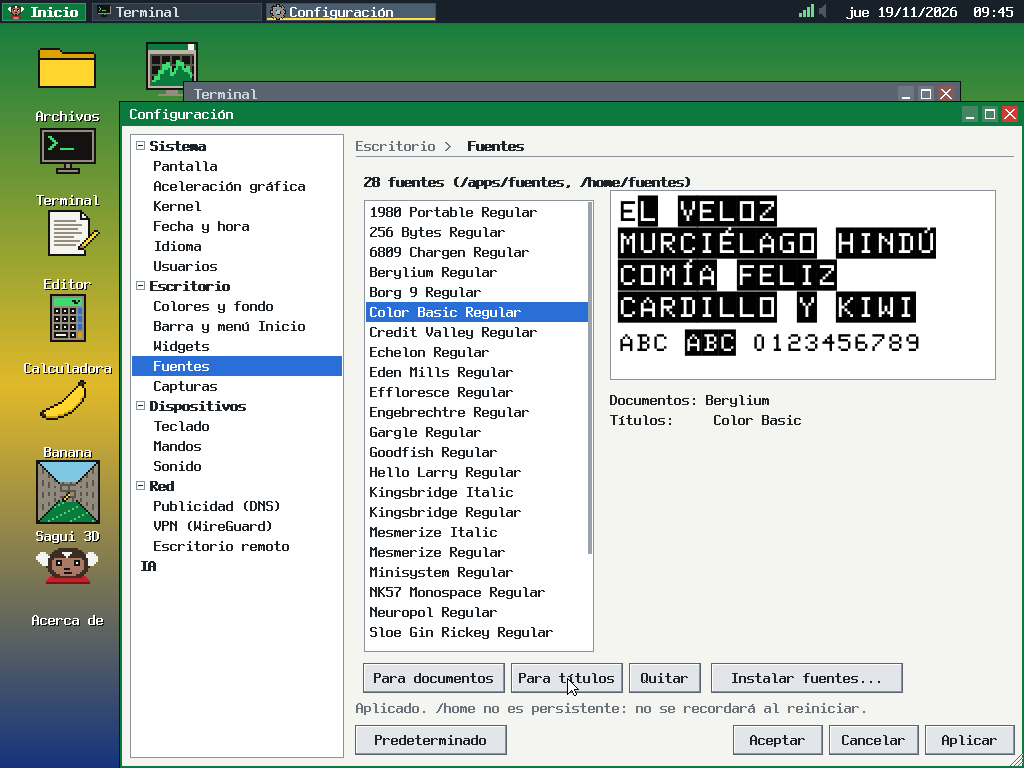 Inicio
Terminal
Configuración
jue 19/11/2026 09:45
Archivos
Terminal
Editor
Calculadora
Banana
Sagui 3D
Acerca de
Terminal
Configuración
Sistema
Pantalla
Aceleración gráfica
Kernel
Fecha y hora
Idioma
Usuarios
Escritorio
Colores y fondo
Barra y menú Inicio
Widgets
Fuentes
Capturas
Dispositivos
Teclado
Mandos
Sonido
Red
Publicidad (DNS)
VPN (WireGuard)
Escritorio remoto
IA
Escritorio > Fuentes
28 fuentes (/apps/fuentes, /home/fuentes)
1980 Portable Regular
256 Bytes Regular
6809 Chargen Regular
Berylium Regular
Borg 9 Regular
Color Basic Regular
Credit Valley Regular
Echelon Regular
Eden Mills Regular
Effloresce Regular
Engebrechtre Regular
Gargle Regular
Goodfish Regular
Hello Larry Regular
Kingsbridge Italic
Kingsbridge Regular
Mesmerize Italic
Mesmerize Regular
Minisystem Regular
NK57 Monospace Regular
Neuropol Regular
Sloe Gin Rickey Regular
EL VELOZ
MURCIÉLAGO HINDÚ
COMÍA FELIZ
CARDILLO Y KIWI
ABC ABC 0123456789
Documentos: Berylium
Títulos: Color Basic
Para documentos
Para títulos
Quitar
Instalar fuentes...
Aplicado. /home no es persistente: no se recordará al reiniciar.
Predeterminado
Aceptar
Cancelar
Aplicar